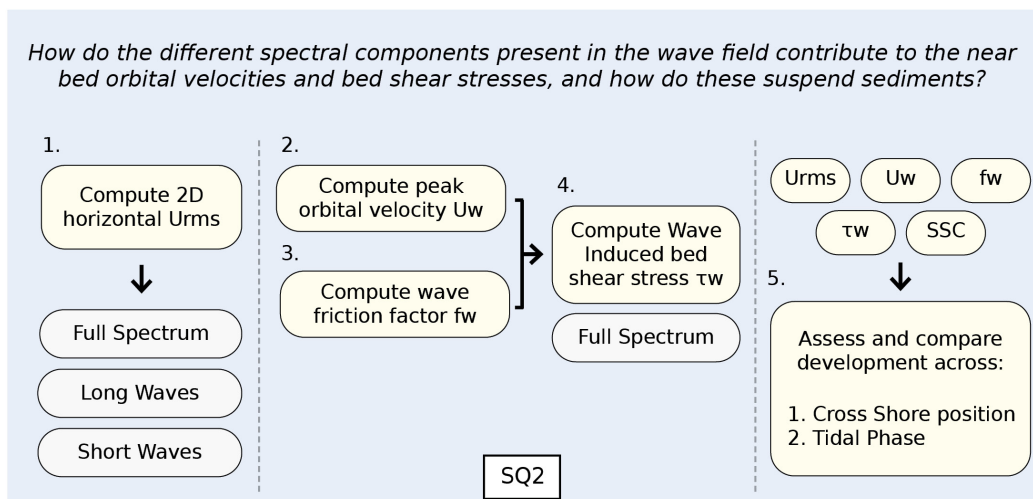 How do the different spectral components present in the wave field contribute to the near
bed orbital velocities and bed shear stresses, and how do these suspend sediments?
1.
Compute 2D
horizontal Urms
Full Spectrum
Long Waves
Short Waves
2.
Compute peak
orbital velocity Uw
3.
Compute wave
friction factor fw
4.
Compute Wave
Induced bed
shear stress τw
Full Spectrum
SQ2
Urms
Uw
fw
τw
SSC
5.
Assess and compare
development across:
1. Cross Shore position
2. Tidal Phase